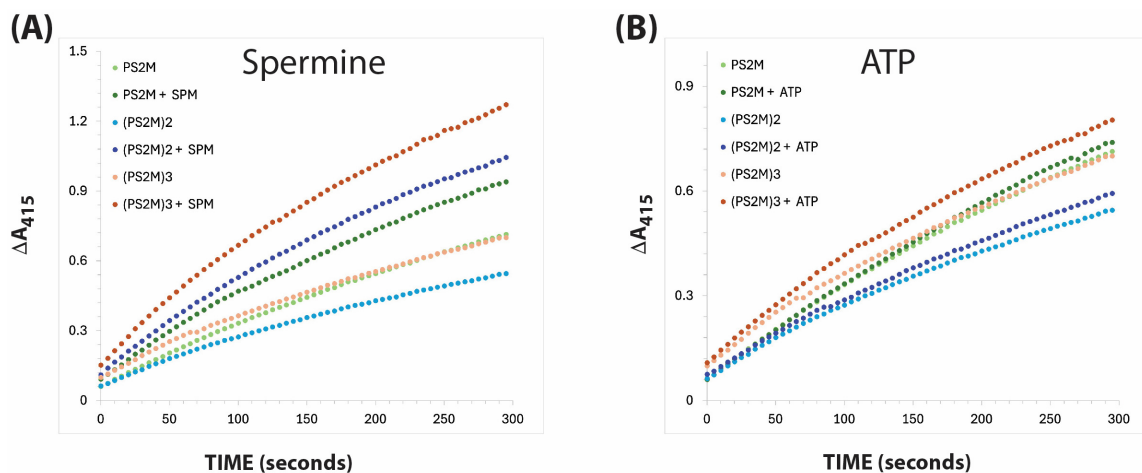 (A)
Spermine
1.5
1.2
0.9
0.6
0.3
0
PS2M
PS2M + SPM
(PS2M)2
(PS2M)2 + SPM
(PS2M)3
(PS2M)3 + SPM
ΔA415
0 50 100 150 200 250 300
TIME (seconds)
(B)
ATP
0.9
0.6
0.3
0
PS2M
PS2M + ATP
(PS2M)2
(PS2M)2 + ATP
(PS2M)3
(PS2M)3 + ATP
ΔA415
0 50 100 150 200 250 300
TIME (seconds)